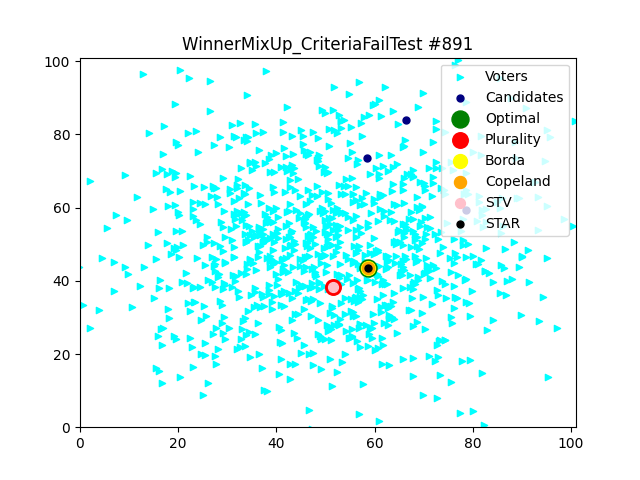 WinnerMixUp_CriteriaFailTest #891
100
80
60
40
20
0
0
20
40
60
80
100
Voters
Candidates
Optimal
Plurality
Borda
Copeland
STV
STAR